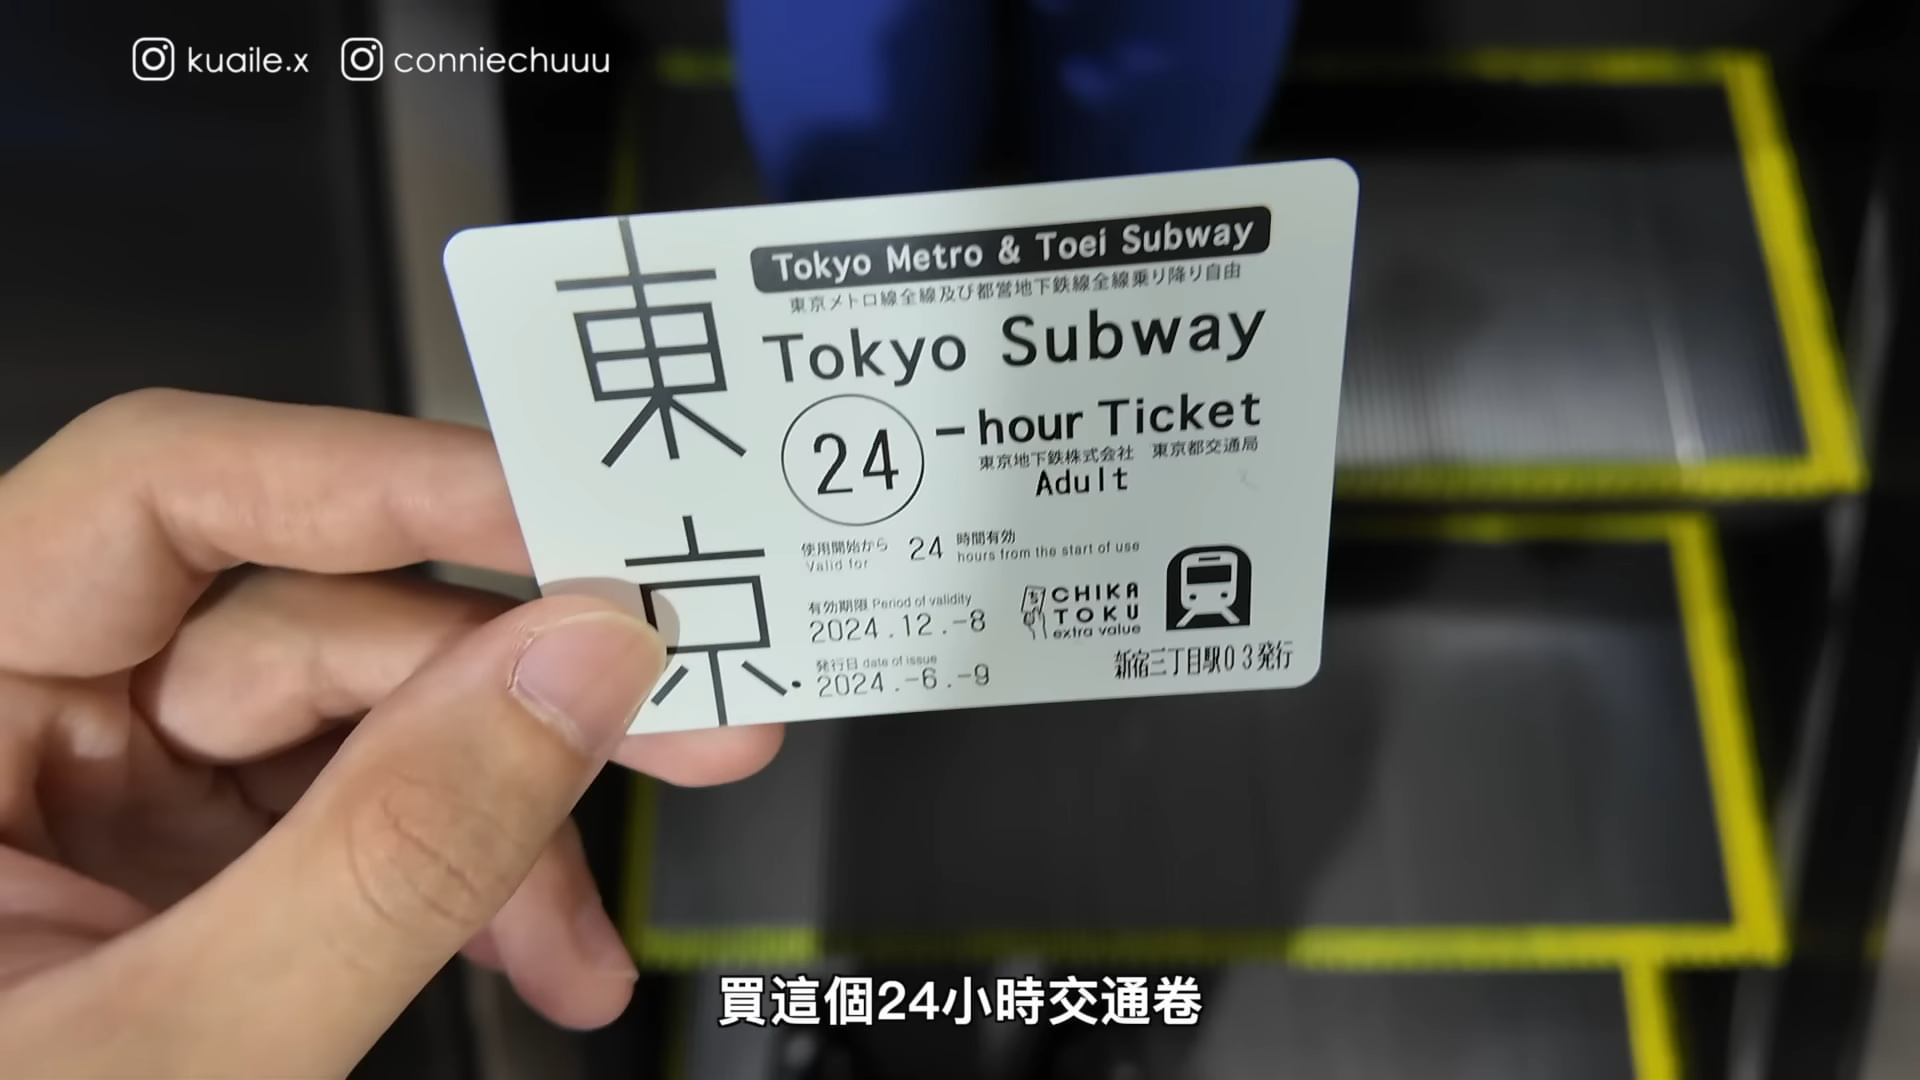 kuaile.x conniechuuu
東京
Tokyo Metro & Toei Subway
東京メトロ線全線及び都営地下鉄線全線乗り降り自由
Tokyo Subway
24-hour Ticket
東京地下鉄株式会社 東京都交通局
Adult
使用開始から 24 時間有効
Valid for hours from the start of use
有効期限 Period of validity
2024.12.-8
CHIKA
TOKU
extra value
発行日 date of issue
2024.-6.-9
新宿三丁目駅03発行
買這個24小時交通卷